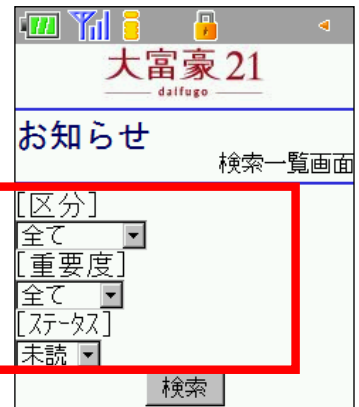 大富豪21
daifugo
お知らせ
検索一覧画面
[区分]
全て
[重要度]
全て
[ｽﾃｰﾀｽ]
未読
検索